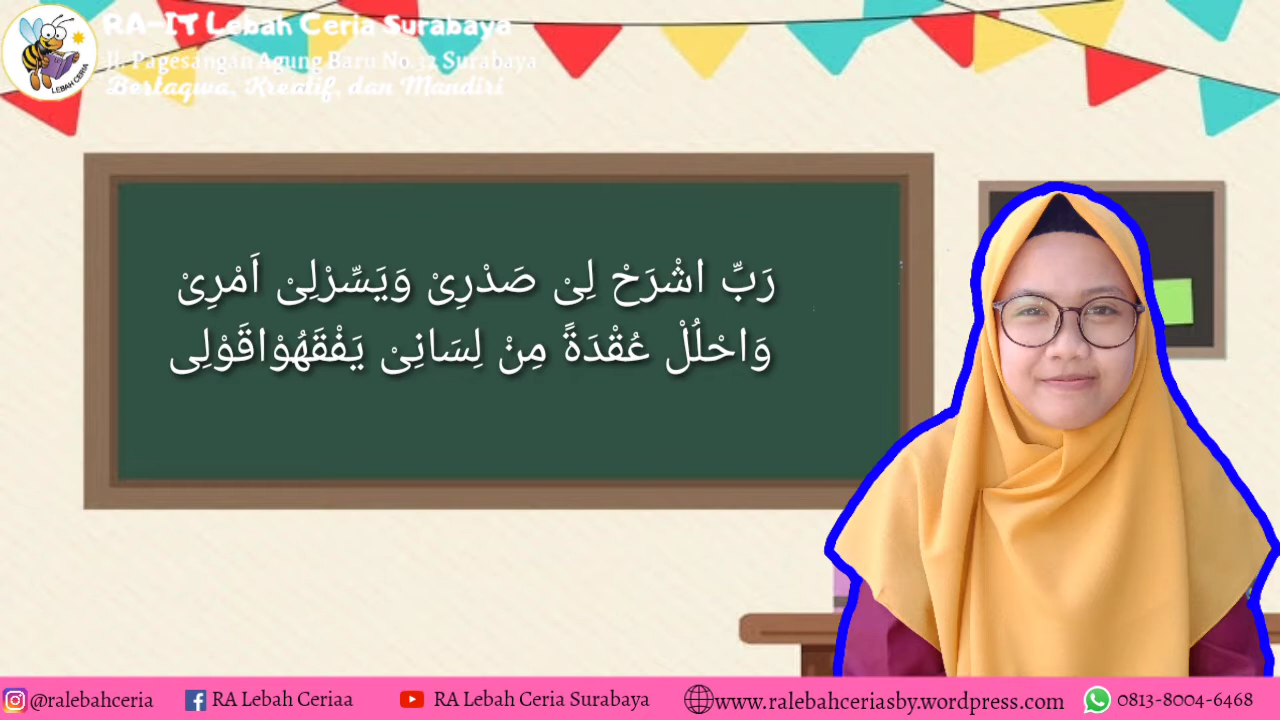 RA-IT Lebah Ceria Surabaya
Jl. Pagesangan Agung Baru No.32 Surabaya
Bertaqwa, Kreatif, dan Mandiri
LEBAH CERIA
رَبِّ اشْرَحْ لِىْ صَدْرِىْ وَيَسِّرْلِىْ اَمْرِىْ
وَاحْلُلْ عُقْدَةً مِنْ لِسَانِىْ يَفْقَهُوْاقَوْلِى
@ralebahceria
RA Lebah Ceriaa
RA Lebah Ceria Surabaya
www.ralebahceriasby.wordpress.com
0813-8004-6468